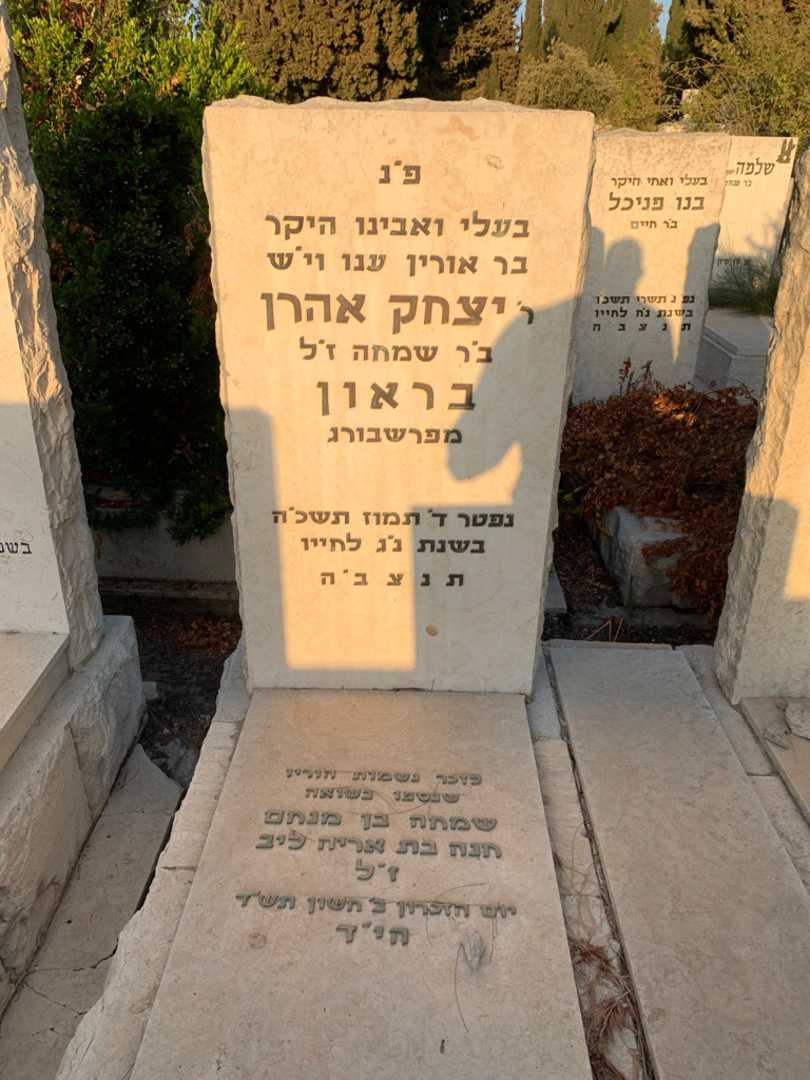 פ״נ
בעלי ואבינו היקר
בר אורין ענו וי״ש
ר׳ יצחק אהרן
ב״ר שמחה ז״ל
בראון
מפרשבורג
נפטר ד׳ תמוז תשכ״ה
בשנת נ״ג לחייו
ת נ צ ב ״ה
לזכר נשמות הוריו
שנספו בשואה
שמחה בן מנחם
חנה בת אריה ליב
ז״ל
יום הזכרון ב׳ חשון תש״ד
הי״ד
בעלי ואחי היקר
בנו פניכל
ב״ר חיים
נפ׳ ג׳ תשרי תשכ״ו
בשנת נ״ח לחייו
ת נ צ ב ה
שלמה